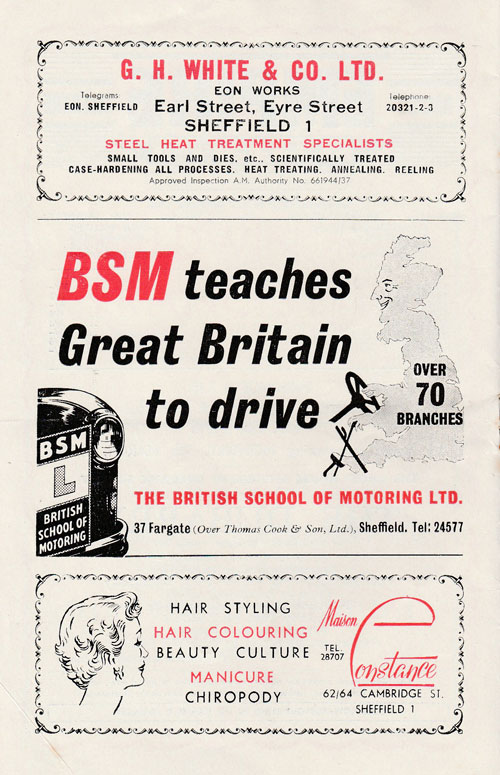 G. H. WHITE & CO. LTD.
EON WORKS
Telegrams:
EON. SHEFFIELD
Earl Street, Eyre Street
Telephone:
20321-2-3
SHEFFIELD 1
STEEL HEAT TREATMENT SPECIALISTS
SMALL TOOLS AND DIES, etc., SCIENTIFICALLY TREATED
CASE-HARDENING ALL PROCESSES. HEAT TREATING. ANNEALING. REELING
Approved Inspection A.M. Authority No. 661944/37
BSM teaches
Great Britain
to drive
OVER
70
BRANCHES
BSM
L
BRITISH
SCHOOL OF
MOTORING
THE BRITISH SCHOOL OF MOTORING LTD.
37 Fargate (Over Thomas Cook & Son, Ltd.), Sheffield. Tel: 24577
HAIR STYLING
HAIR COLOURING
BEAUTY CULTURE
MANICURE
CHIROPODY
Maison
Constance
TEL.
28707
62/64 CAMBRIDGE ST.
SHEFFIELD 1